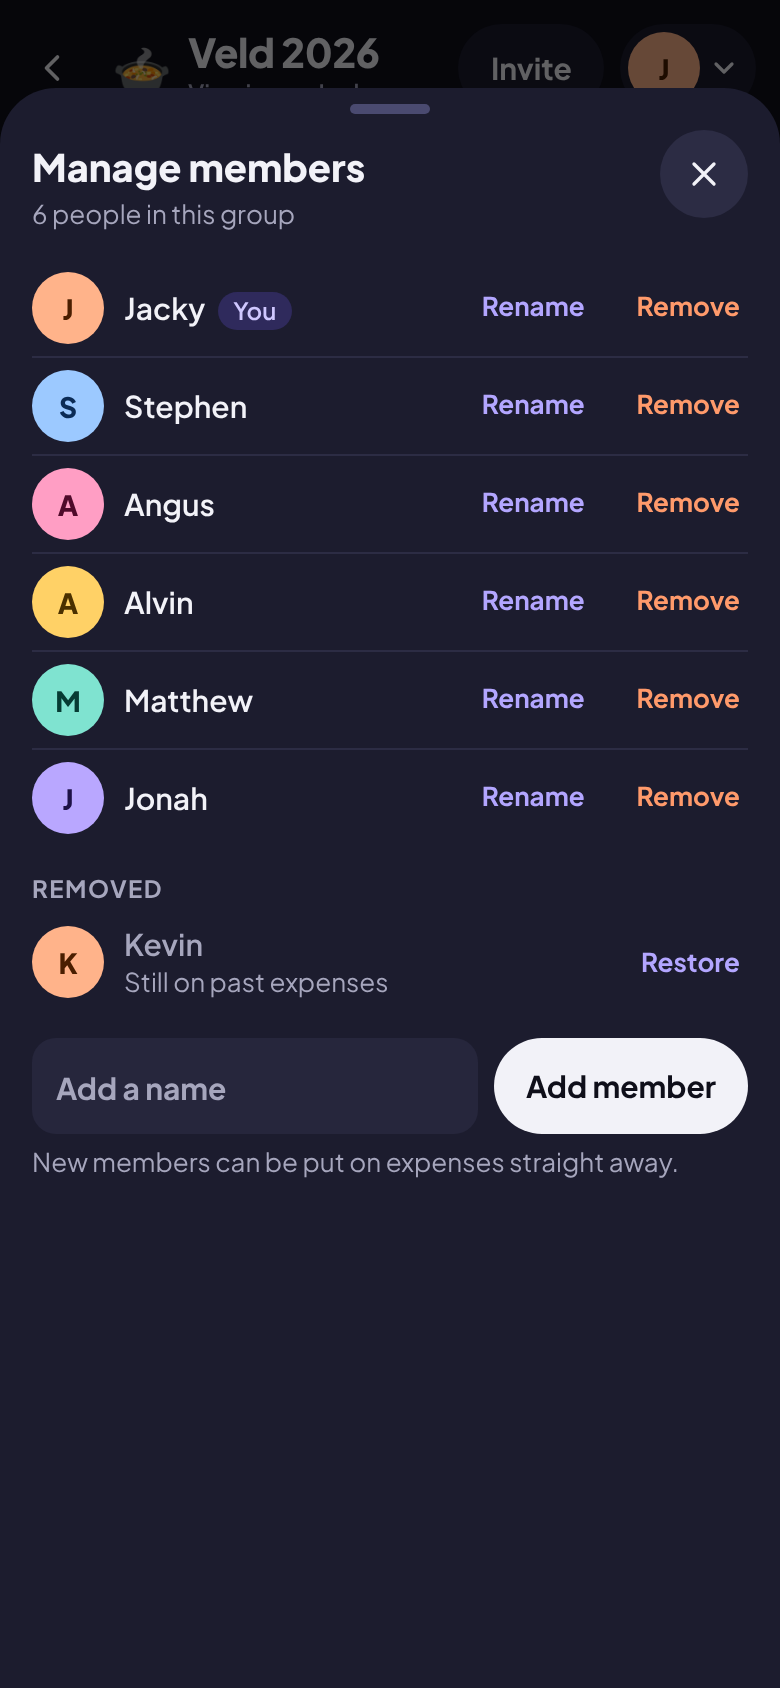 Veld 2026
Invite
J
Manage members
6 people in this group
J Jacky You Rename Remove
S Stephen Rename Remove
A Angus Rename Remove
A Alvin Rename Remove
M Matthew Rename Remove
J Jonah Rename Remove
REMOVED
K Kevin Restore
Still on past expenses
Add a name Add member
New members can be put on expenses straight away.